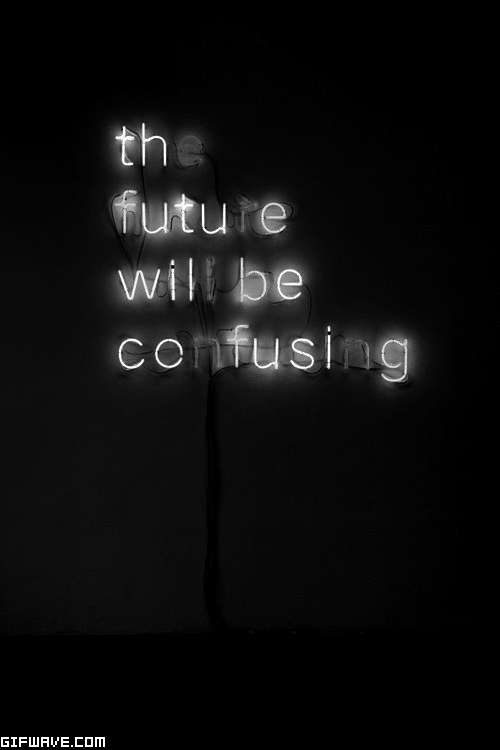 the
future
will be
confusing
GIFWAVE.COM